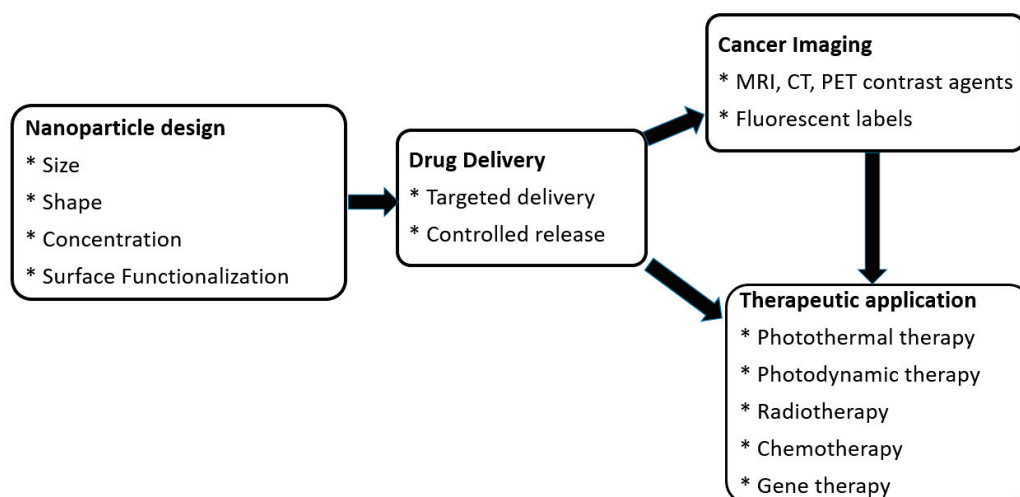 Nanoparticle design
* Size
* Shape
* Concentration
* Surface Functionalization
Drug Delivery
* Targeted delivery
* Controlled release
Cancer Imaging
* MRI, CT, PET contrast agents
* Fluorescent labels
Therapeutic application
* Photothermal therapy
* Photodynamic therapy
* Radiotherapy
* Chemotherapy
* Gene therapy